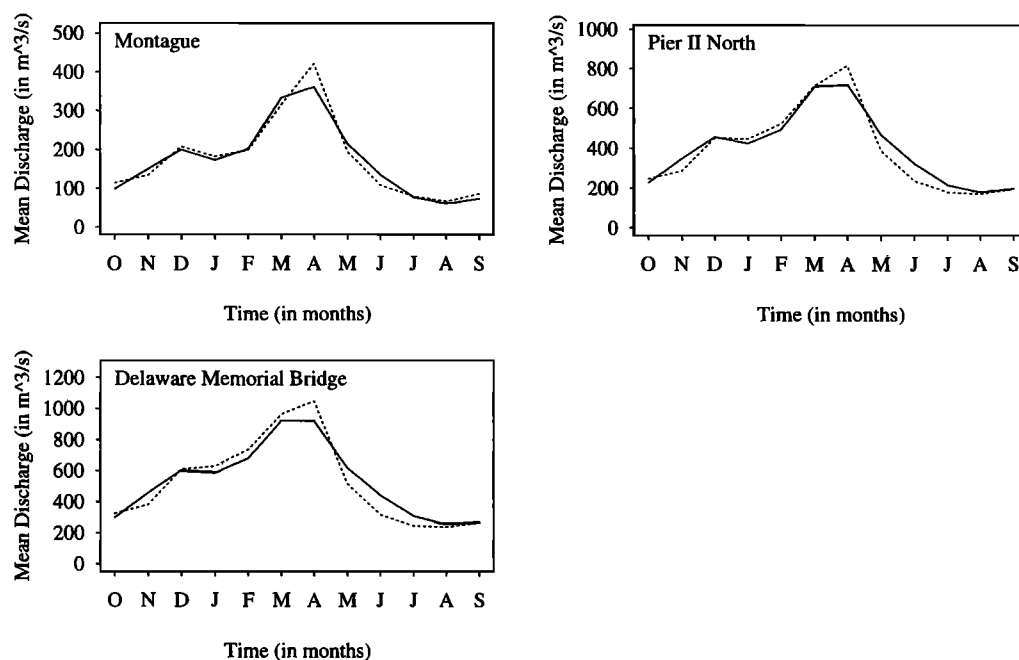 Montague
Mean Discharge (in m^3/s)
500
400
300
200
100
0
O N D J F M A M J J A S
Time (in months)
Pier II North
Mean Discharge (in m^3/s)
1000
800
600
400
200
0
O N D J F M A M J J A S
Time (in months)
Delaware Memorial Bridge
Mean Discharge (in m^3/s)
1200
1000
800
600
400
200
0
O N D J F M A M J J A S
Time (in months)